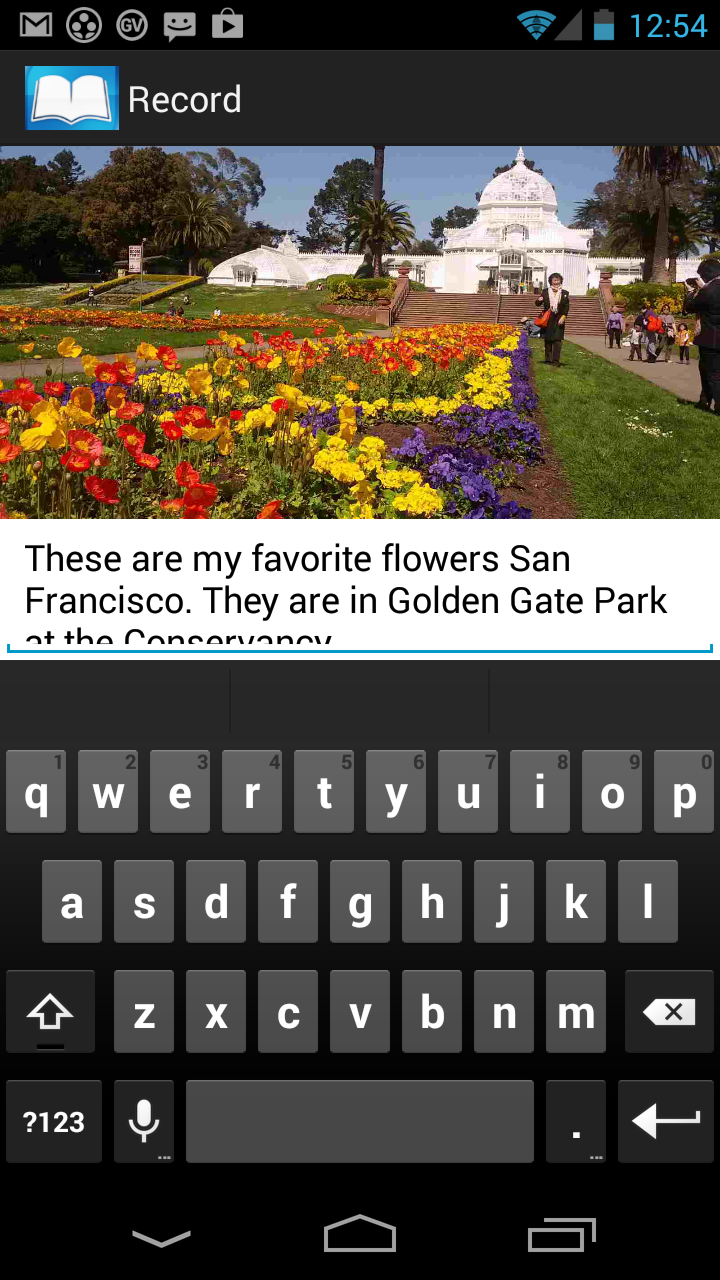 12:54
Record
These are my favorite flowers San
Francisco. They are in Golden Gate Park
at the Conservancy
1 2 3 4 5 6 7 8 9 0
q w e r t y u i o p
a s d f g h j k l
z x c v b n m
?123 .